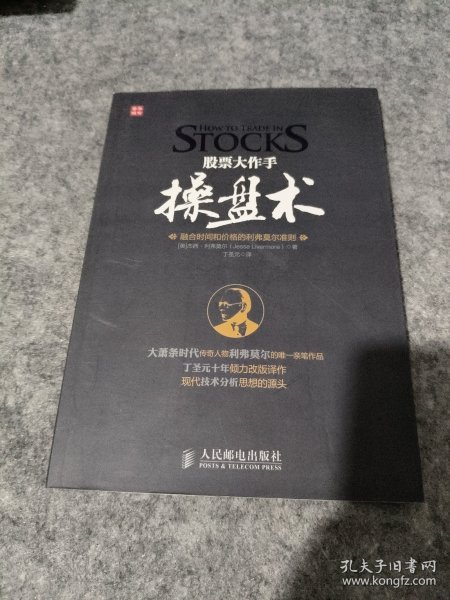 HOW TO TRADE IN
STOCKS
股票大作手
操盘术
融合时间和价格的利弗莫尔准则
[美]杰西·利弗莫尔（Jesse Livermore）◎著
丁圣元◎译
大萧条时代传奇人物利弗莫尔的唯一亲笔作品
丁圣元十年倾力改版译作
现代技术分析思想的源头
人民邮电出版社
POSTS & TELECOM PRESS
孔夫子旧书网
www.kongfz.com